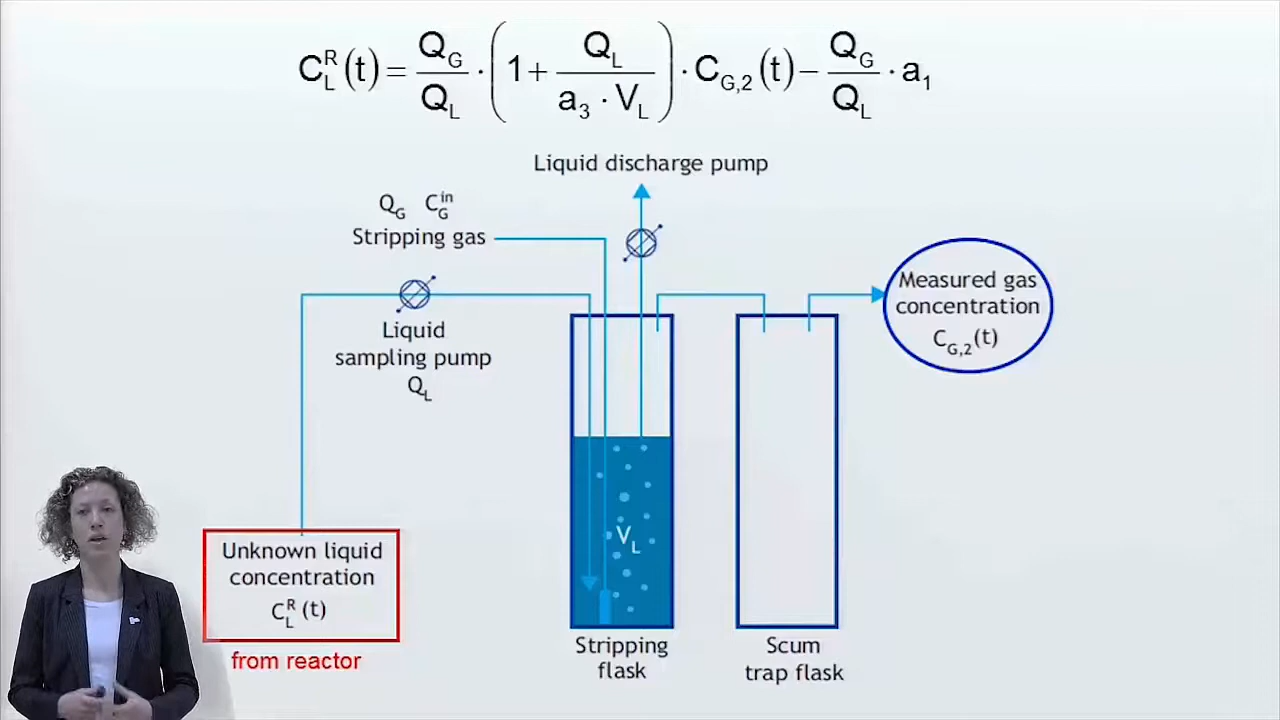 C_L^R(t) = Q_G/Q_L · (1 + Q_L/(a_3 · V_L)) · C_G,2(t) − Q_G/Q_L · a_1
Liquid discharge pump
Q_G C_G^in
Stripping gas
Measured gas
concentration
C_G,2(t)
Liquid
sampling pump
Q_L
V_L
Unknown liquid
concentration
C_L^R (t)
from reactor
Stripping
flask
Scum
trap flask